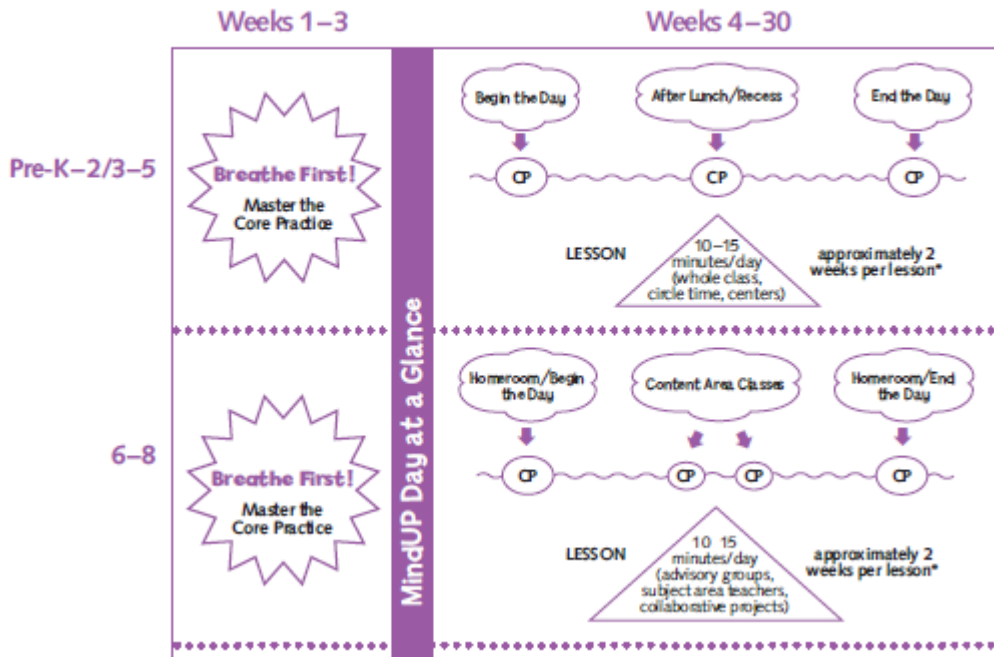 Weeks 1–3
Weeks 4–30
Pre-K–2/3–5
Breathe First!
Master the
Core Practice
MindUP Day at a Glance
Begin the Day
After Lunch/Recess
End the Day
CP
CP
CP
LESSON
10–15
minutes/day
(whole class,
circle time, centers)
approximately 2
weeks per lesson*
6–8
Breathe First!
Master the
Core Practice
Homeroom/Begin
the Day
Content Area Classes
Homeroom/End
the Day
CP
CP
CP
CP
LESSON
10 15
minutes/day
(advisory groups,
subject area teachers,
collaborative projects)
approximately 2
weeks per lesson*